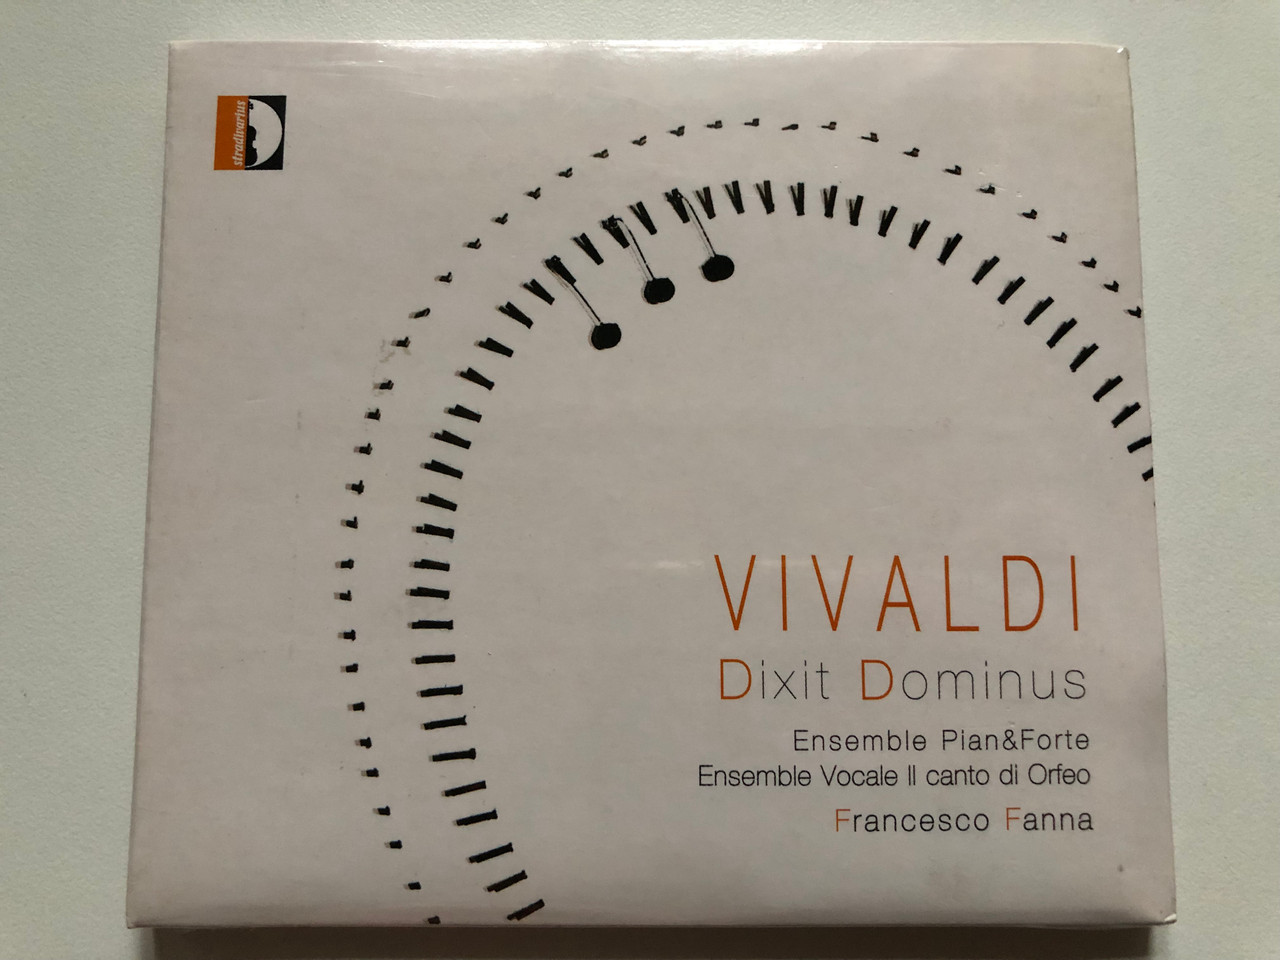 stradivarius
VIVALDI
Dixit Dominus
Ensemble Pian&Forte
Ensemble Vocale Il canto di Orfeo
Francesco Fanna